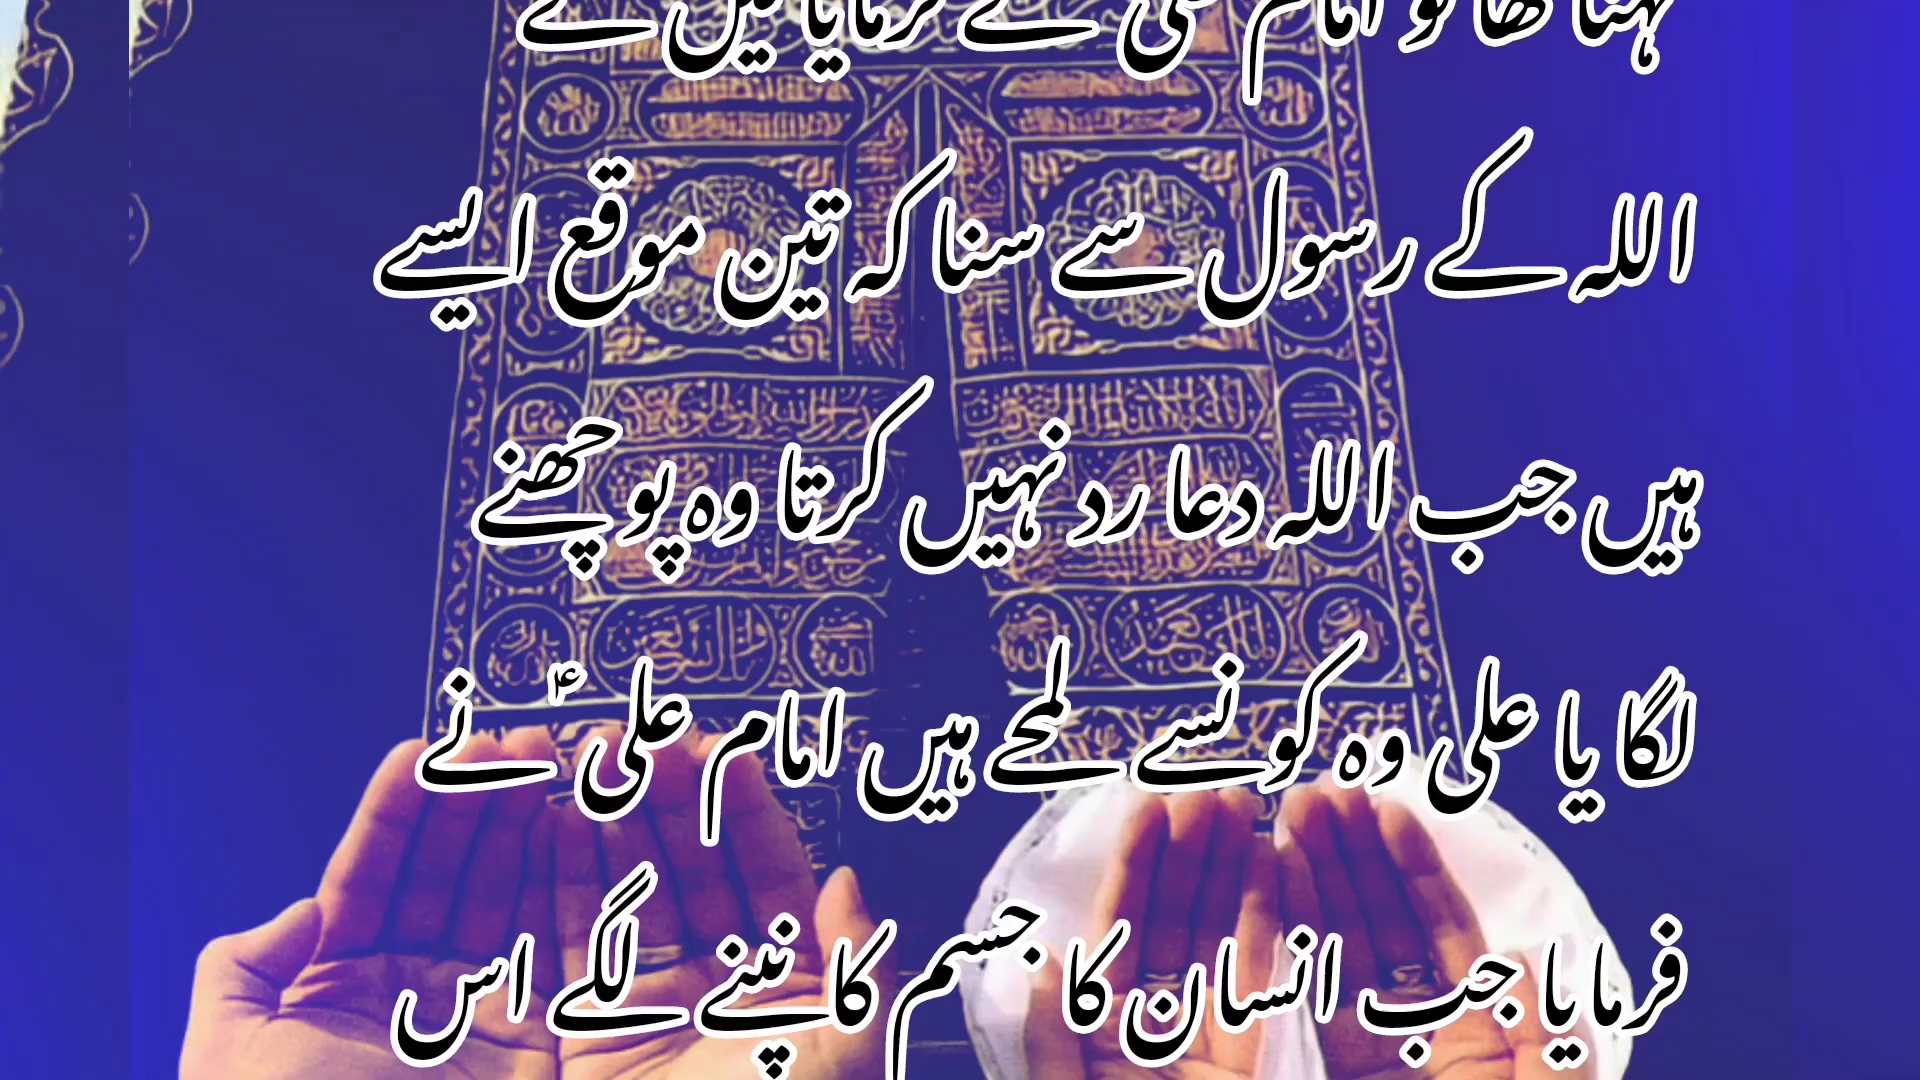 کہنا تھا تو امام علی نے فرمایا میں نے
اللہ کے رسول سے سنا کہ تین موقع ایسے
ہیں جب اللہ دعا رد نہیں کرتا وہ پوچھنے
لگا یا علی وہ کونسے لمحے ہیں امام علی ؑ نے
فرمایا جب انسان کا جسم کانپنے لگے اس